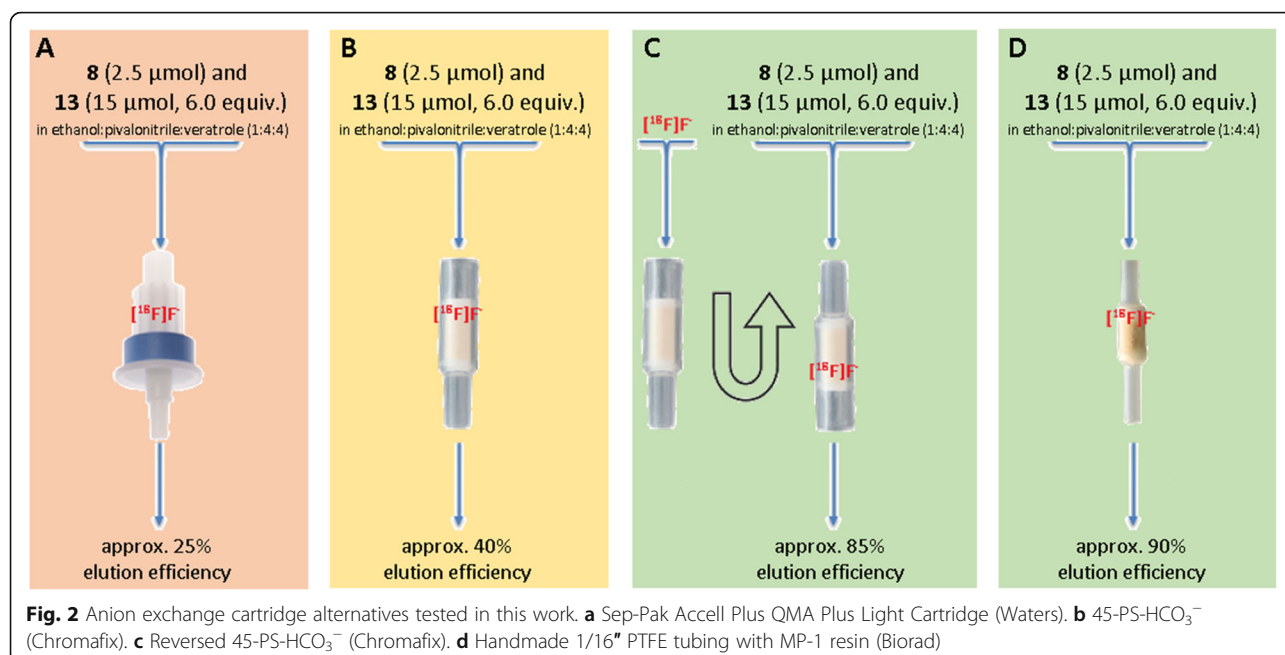 A
8 (2.5 µmol) and
13 (15 µmol, 6.0 equiv.)
in ethanol:pivalonitrile:veratrole (1:4:4)
[¹⁸F]F⁻
approx. 25%
elution efficiency
B
8 (2.5 µmol) and
13 (15 µmol, 6.0 equiv.)
in ethanol:pivalonitrile:veratrole (1:4:4)
[¹⁸F]F⁻
approx. 40%
elution efficiency
C
[¹⁸F]F⁻
8 (2.5 µmol) and
13 (15 µmol, 6.0 equiv.)
in ethanol:pivalonitrile:veratrole (1:4:4)
[¹⁸F]F⁻
approx. 85%
elution efficiency
D
8 (2.5 µmol) and
13 (15 µmol, 6.0 equiv.)
in ethanol:pivalonitrile:veratrole (1:4:4)
[¹⁸F]F⁻
approx. 90%
elution efficiency
Fig. 2 Anion exchange cartridge alternatives tested in this work. a Sep-Pak Accell Plus QMA Plus Light Cartridge (Waters). b 45-PS-HCO₃⁻
(Chromafix). c Reversed 45-PS-HCO₃⁻ (Chromafix). d Handmade 1/16″ PTFE tubing with MP-1 resin (Biorad)